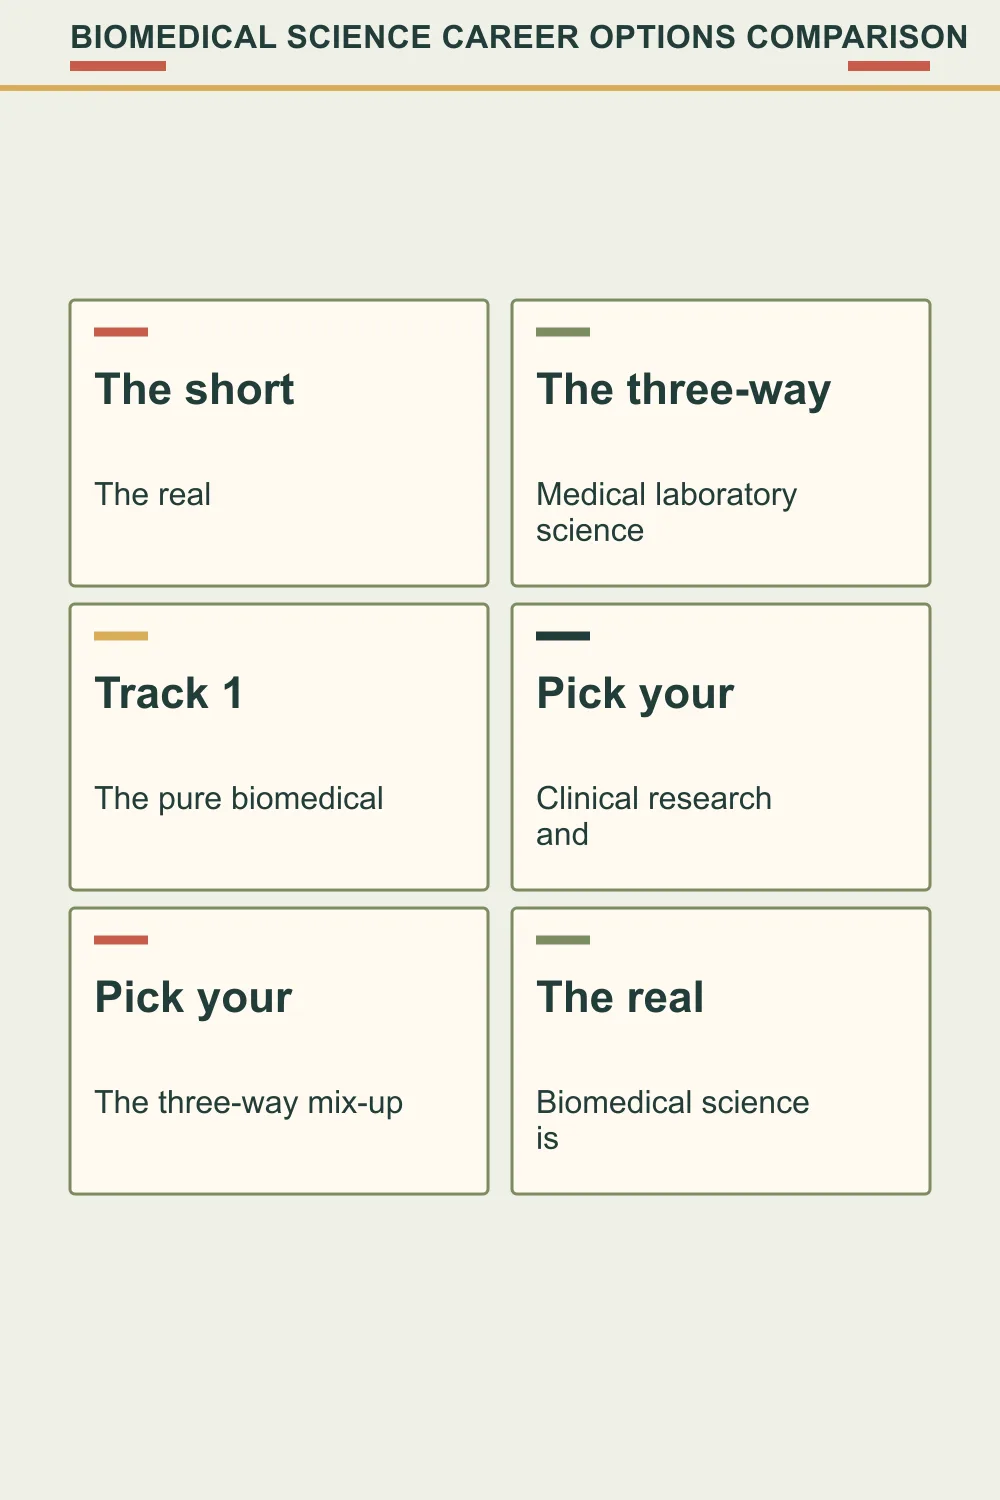 BIOMEDICAL SCIENCE CAREER OPTIONS COMPARISON
The short
The real
The three-way
Medical laboratory
science
Track 1
The pure biomedical
Pick your
Clinical research
and
Pick your
The three-way mix-up
The real
Biomedical science
is